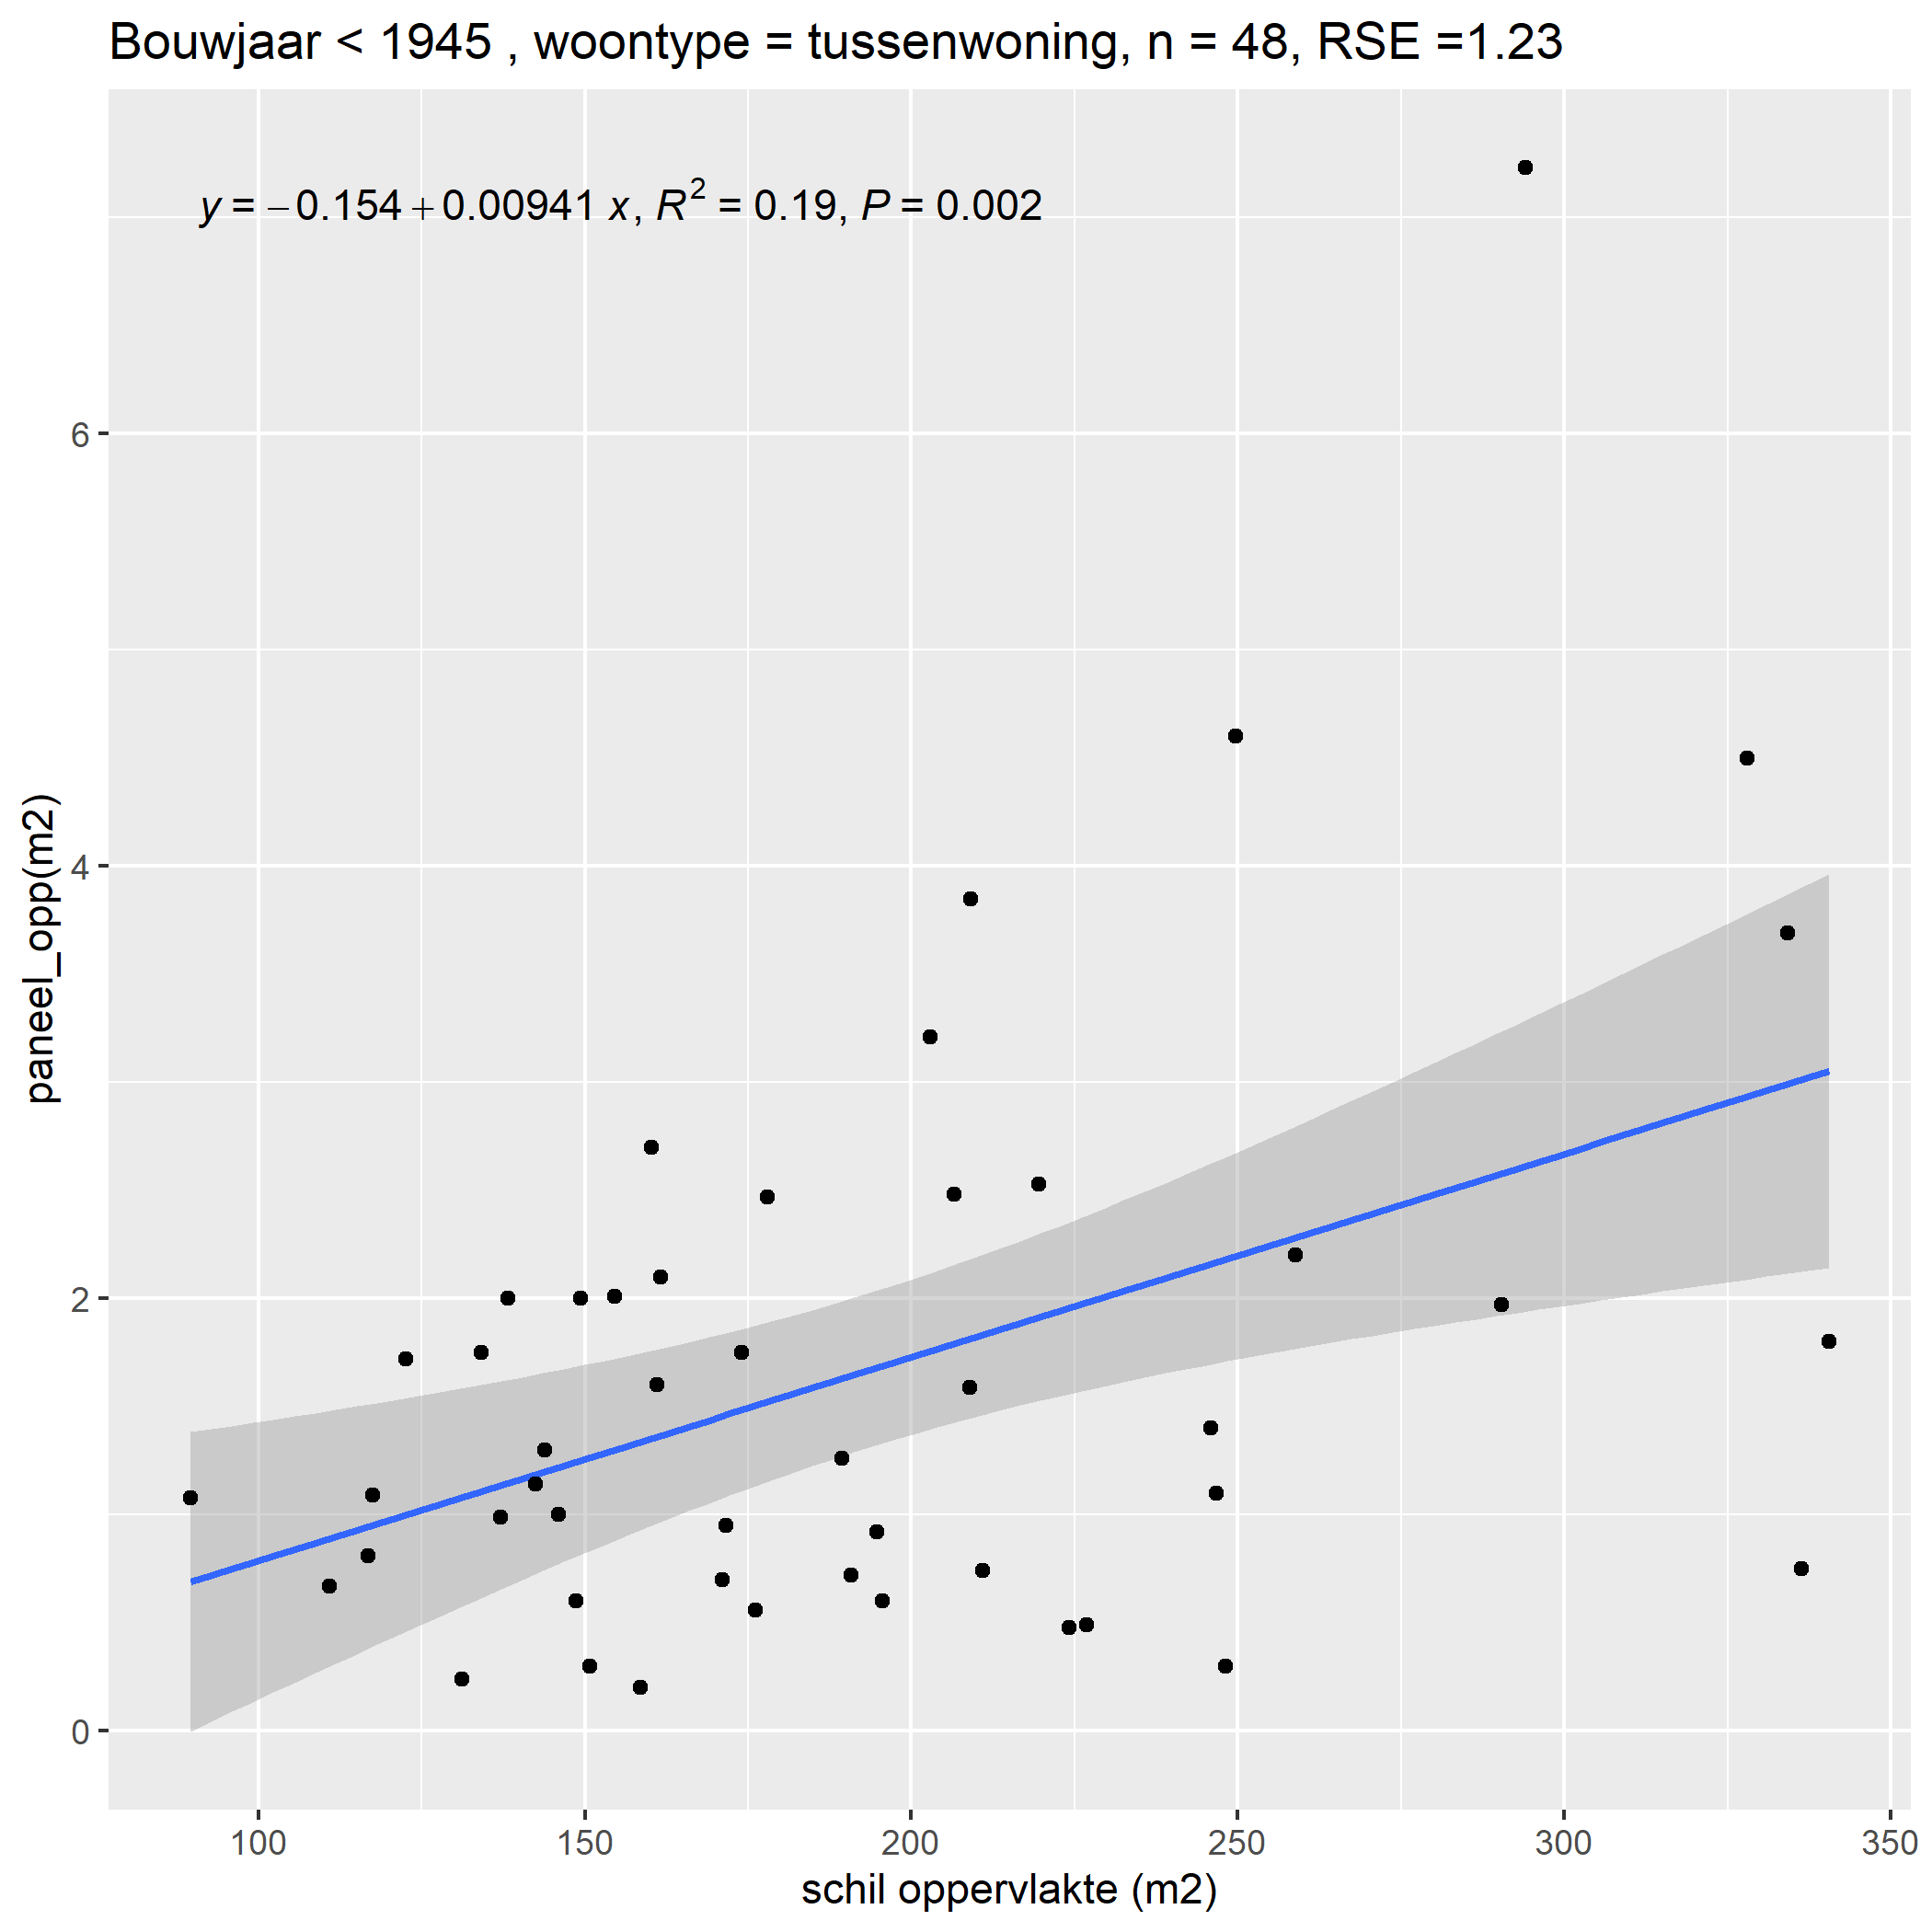 Bouwjaar < 1945 , woontype = tussenwoning, n = 48, RSE =1.23
y = −0.154 + 0.00941 x, R² = 0.19, P = 0.002
6
4
2
0
paneel_opp(m2)
100 150 200 250 300 350
schil oppervlakte (m2)